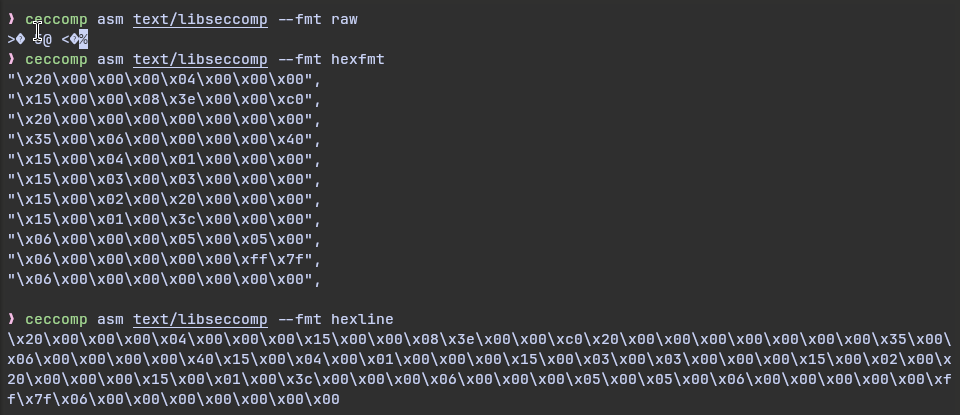 ❱ ceccomp asm text/libseccomp --fmt raw
>� 5@ <�%
❱ ceccomp asm text/libseccomp --fmt hexfmt
"\x20\x00\x00\x00\x04\x00\x00\x00",
"\x15\x00\x00\x08\x3e\x00\x00\xc0",
"\x20\x00\x00\x00\x00\x00\x00\x00",
"\x35\x00\x06\x00\x00\x00\x00\x40",
"\x15\x00\x04\x01\x00\x00\x00",
"\x15\x00\x03\x03\x00\x00\x00",
"\x15\x00\x02\x00\x20\x00\x00\x00",
"\x15\x00\x01\x00\x3c\x00\x00\x00",
"\x06\x00\x00\x00\x05\x00\x05\x00",
"\x06\x00\x00\x00\x00\x00\xff\x7f",
"\x06\x00\x00\x00\x00\x00\x00\x00",
❱ ceccomp asm text/libseccomp --fmt hexline
\x20\x00\x00\x00\x04\x00\x00\x00\x15\x00\x00\x08\x3e\x00\x00\xc0\x20\x00\x00\x00\x00\x00\x00\x00\x35\x00\
x06\x00\x00\x00\x00\x40\x15\x00\x04\x00\x01\x00\x00\x00\x15\x00\x03\x00\x03\x00\x00\x00\x15\x00\x02\x00\x
20\x00\x00\x00\x15\x00\x01\x00\x3c\x00\x00\x00\x06\x00\x00\x00\x05\x00\x05\x00\x06\x00\x00\x00\x00\x00\xf
f\x7f\x06\x00\x00\x00\x00\x00\x00\x00